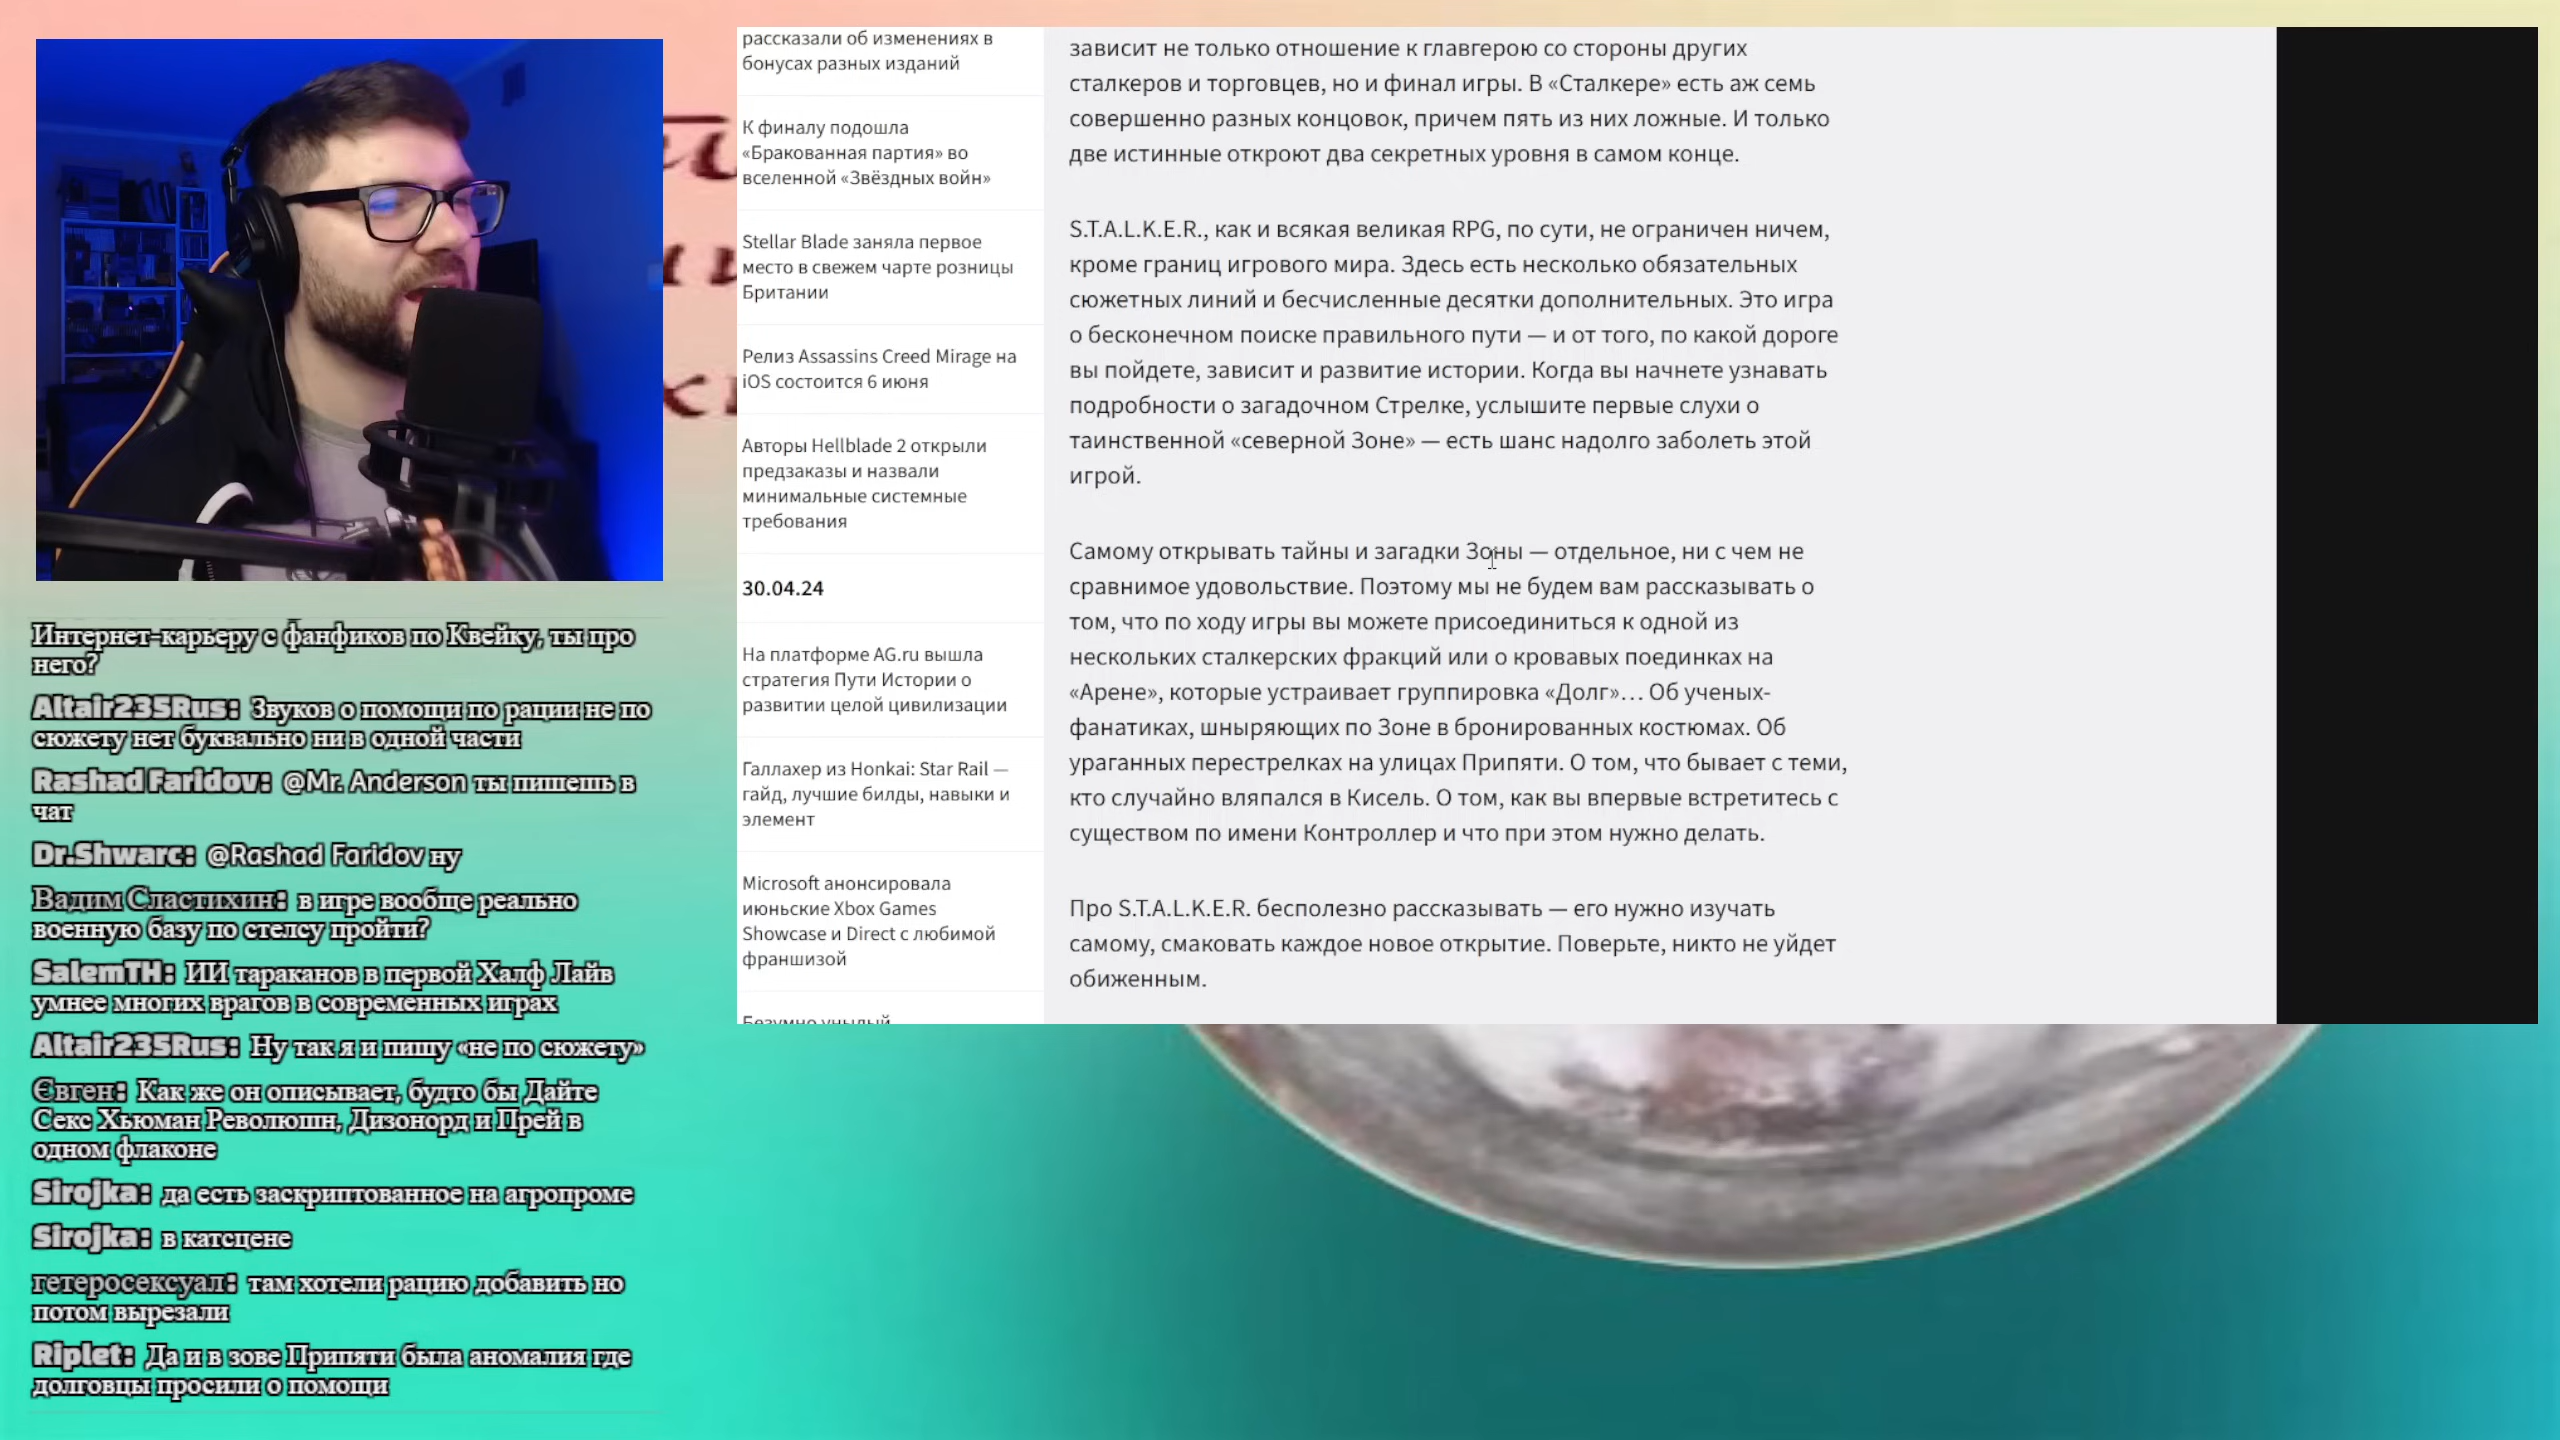 рассказали об изменениях в
бонусах разных изданий
К финалу подошла
«Бракованная партия» во
вселенной «Звёздных войн»
Stellar Blade заняла первое
место в свежем чарте розницы
Британии
Релиз Assassins Creed Mirage на
iOS состоится 6 июня
Авторы Hellblade 2 открыли
предзаказы и назвали
минимальные системные
требования
30.04.24
На платформе AG.ru вышла
стратегия Пути Истории о
развитии целой цивилизации
Галлахер из Honkai: Star Rail —
гайд, лучшие билды, навыки и
элемент
Microsoft анонсировала
июньские Xbox Games
Showcase и Direct с любимой
франшизой
Безумно унылый
зависит не только отношение к главгерою со стороны других
сталкеров и торговцев, но и финал игры. В «Сталкере» есть аж семь
совершенно разных концовок, причем пять из них ложные. И только
две истинные откроют два секретных уровня в самом конце.
S.T.A.L.K.E.R., как и всякая великая RPG, по сути, не ограничен ничем,
кроме границ игрового мира. Здесь есть несколько обязательных
сюжетных линий и бесчисленные десятки дополнительных. Это игра
о бесконечном поиске правильного пути — и от того, по какой дороге
вы пойдете, зависит и развитие истории. Когда вы начнете узнавать
подробности о загадочном Стрелке, услышите первые слухи о
таинственной «северной Зоне» — есть шанс надолго заболеть этой
игрой.
Самому открывать тайны и загадки Зоны — отдельное, ни с чем не
сравнимое удовольствие. Поэтому мы не будем вам рассказывать о
том, что по ходу игры вы можете присоединиться к одной из
нескольких сталкерских фракций или о кровавых поединках на
«Арене», которые устраивает группировка «Долг»… Об ученых-
фанатиках, шныряющих по Зоне в бронированных костюмах. Об
ураганных перестрелках на улицах Припяти. О том, что бывает с теми,
кто случайно вляпался в Кисель. О том, как вы впервые встретитесь с
существом по имени Контроллер и что при этом нужно делать.
Про S.T.A.L.K.E.R. бесполезно рассказывать — его нужно изучать
самому, смаковать каждое новое открытие. Поверьте, никто не уйдет
обиженным.
Интернет-карьеру с фанфиков по Квейку, ты про
него?
Altair235Rus: Звуков о помощи по рации не по
сюжету нет буквально ни в одной части
Rashad Faridov: @Mr. Anderson ты пишешь в
чат
Dr.Shwarc: @Rashad Faridov ну
Вадим Сластихин: в игре вообще реально
военную базу по стелсу пройти?
SalemTH: ИИ тараканов в первой Халф Лайв
умнее многих врагов в современных играх
Altair235Rus: Ну так я и пишу «не по сюжету»
Євген: Как же он описывает, будто бы Дайте
Секс Хьюман Революшн, Дизонорд и Прей в
одном флаконе
Sirojka: да есть заскриптованное на агропроме
Sirojka: в катсцене
гетеросексуал: там хотели рацию добавить но
потом вырезали
Riplet: Да и в зове Припяти была аномалия где
долговцы просили о помощи